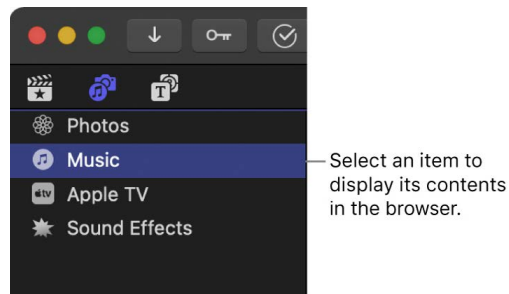 Photos
Music
Apple TV
Sound Effects
Select an item to
display its contents
in the browser.